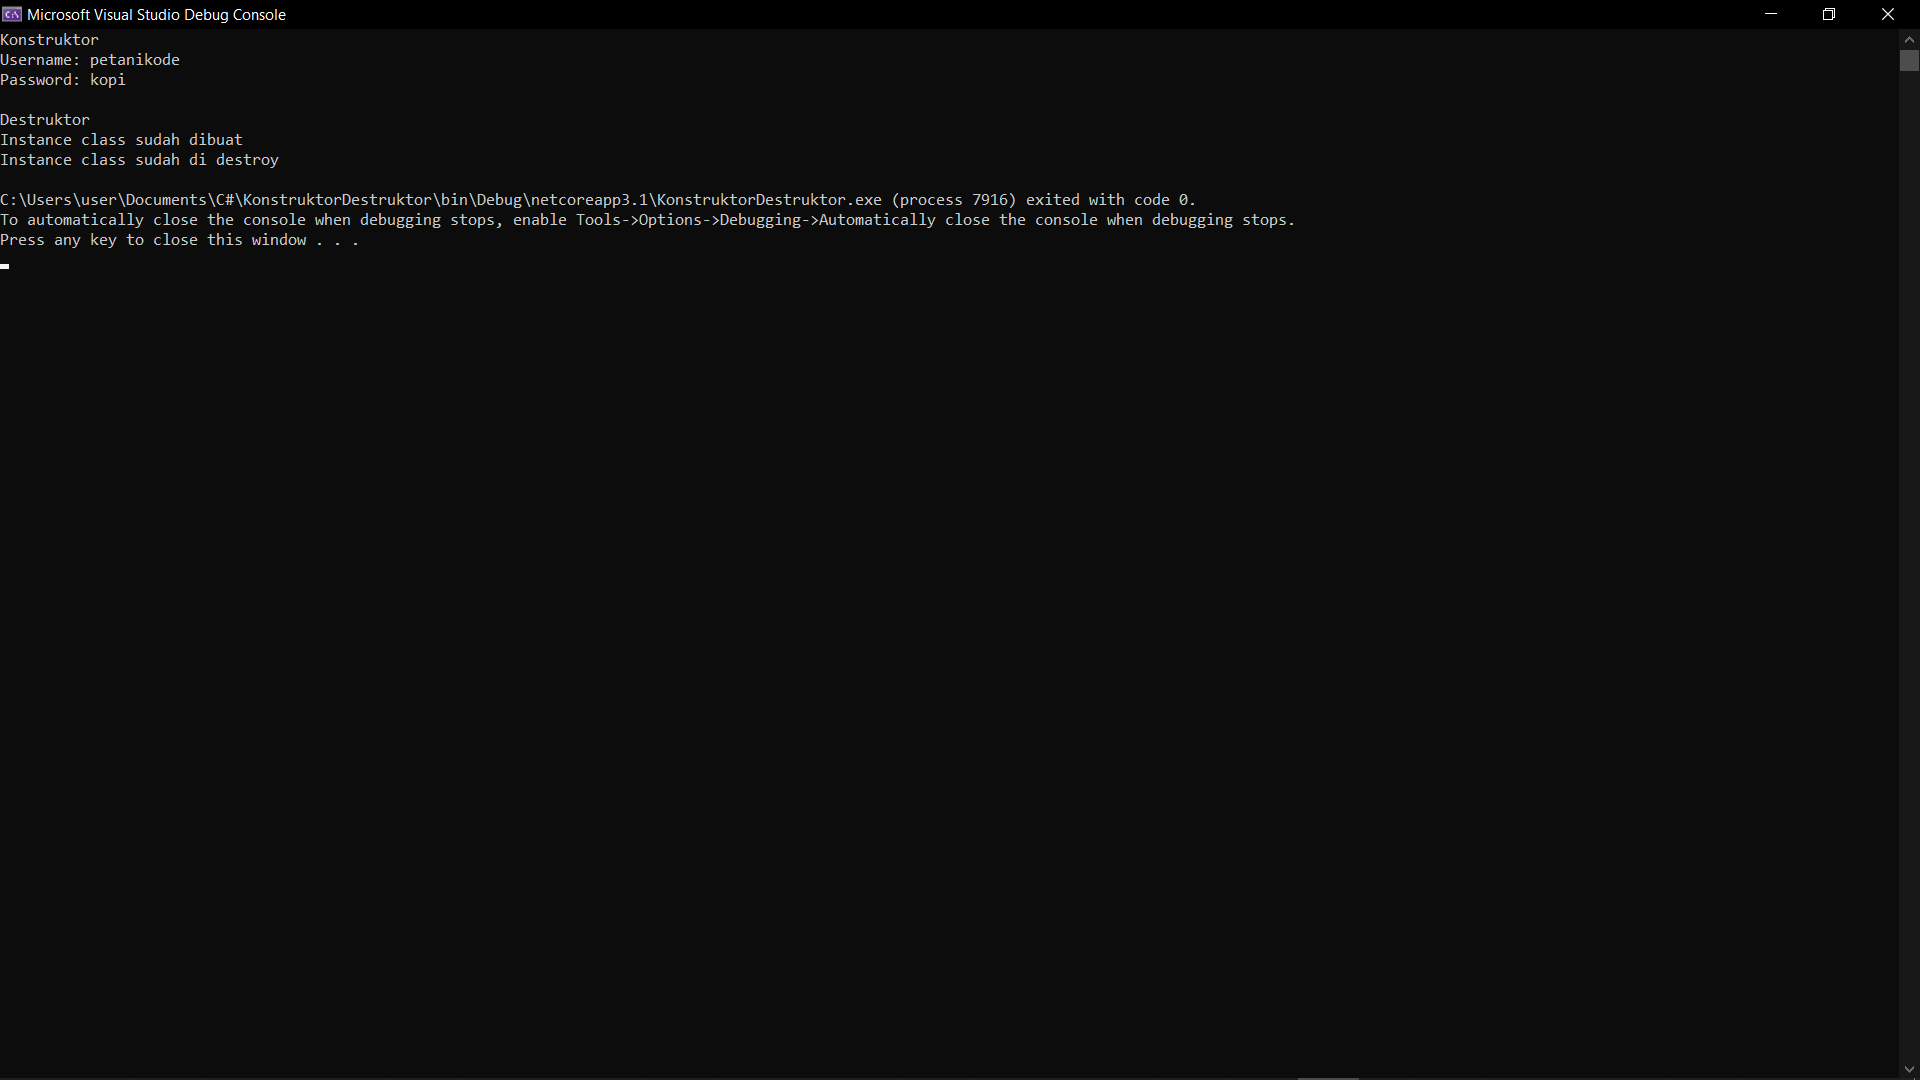 Microsoft Visual Studio Debug Console
Konstruktor
Username: petanikode
Password: kopi
Destruktor
Instance class sudah dibuat
Instance class sudah di destroy
C:\Users\user\Documents\C#\KonstruktorDestruktor\bin\Debug\netcoreapp3.1\KonstruktorDestruktor.exe (process 7916) exited with code 0.
To automatically close the console when debugging stops, enable Tools->Options->Debugging->Automatically close the console when debugging stops.
Press any key to close this window . . .